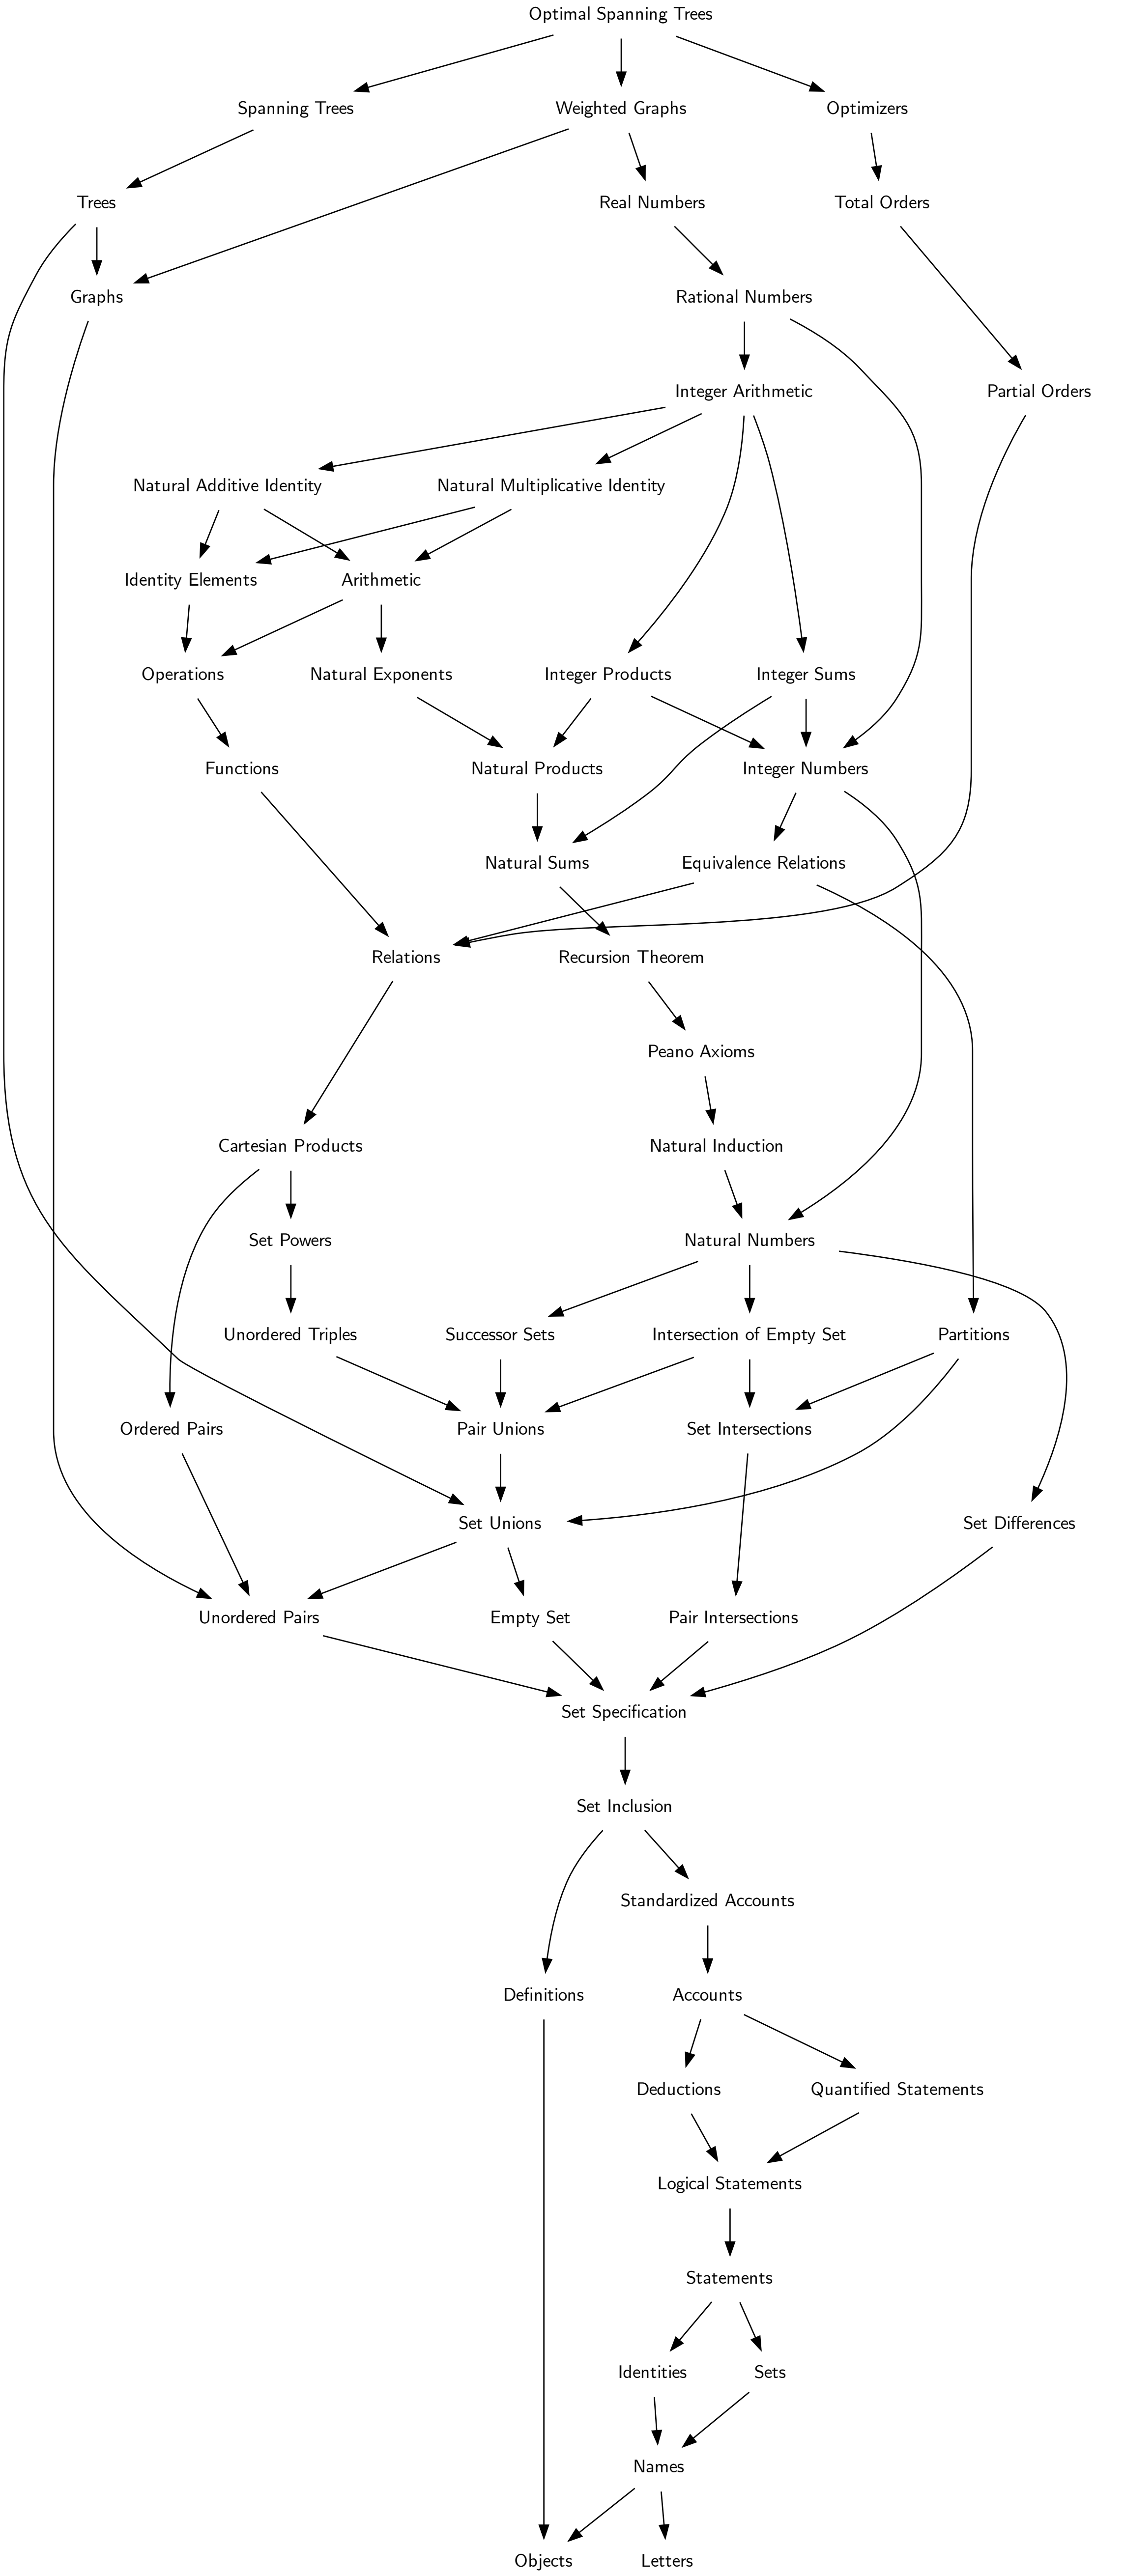 Optimal Spanning Trees
Spanning Trees
Weighted Graphs
Optimizers
Trees
Real Numbers
Total Orders
Graphs
Rational Numbers
Integer Arithmetic
Partial Orders
Natural Additive Identity
Natural Multiplicative Identity
Identity Elements
Arithmetic
Operations
Natural Exponents
Integer Products
Integer Sums
Functions
Natural Products
Integer Numbers
Natural Sums
Equivalence Relations
Relations
Recursion Theorem
Peano Axioms
Cartesian Products
Natural Induction
Set Powers
Natural Numbers
Unordered Triples
Successor Sets
Intersection of Empty Set
Partitions
Ordered Pairs
Pair Unions
Set Intersections
Set Unions
Set Differences
Unordered Pairs
Empty Set
Pair Intersections
Set Specification
Set Inclusion
Standardized Accounts
Definitions
Accounts
Deductions
Quantified Statements
Logical Statements
Statements
Identities
Sets
Names
Objects
Letters